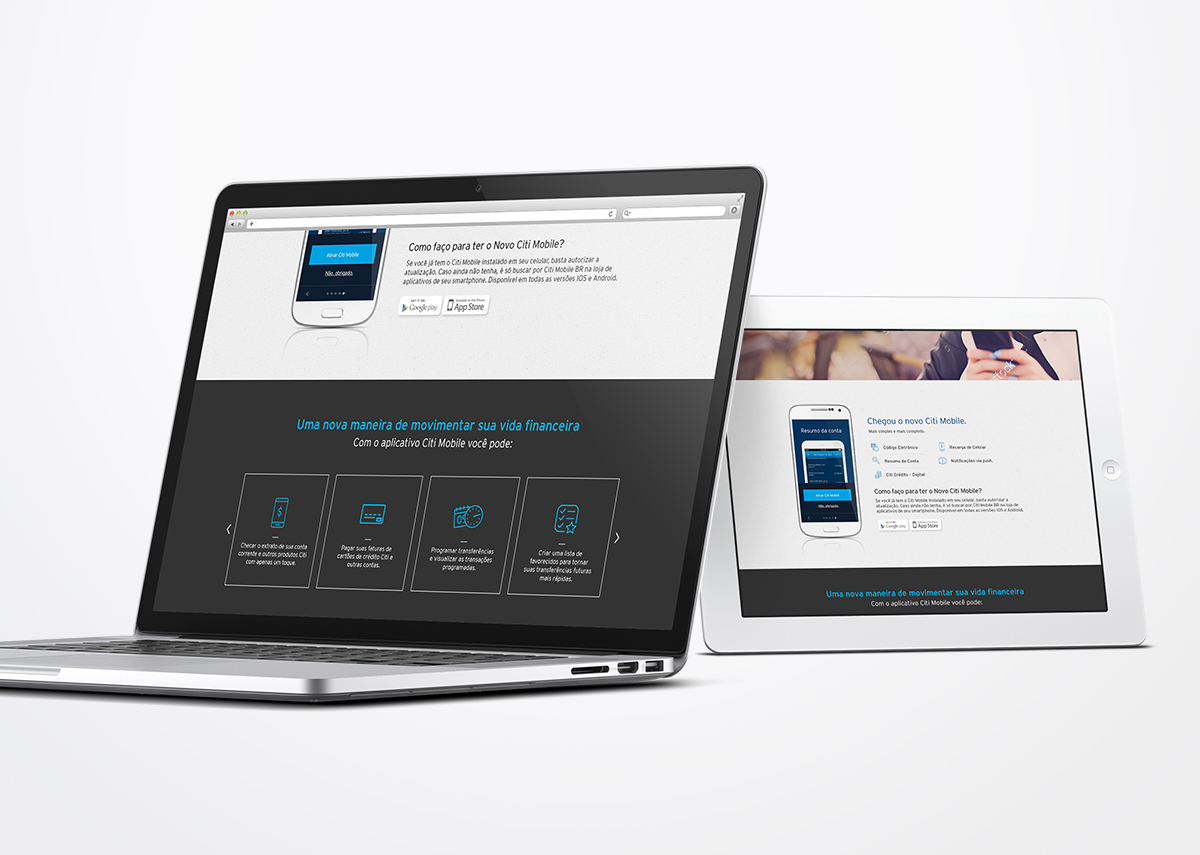 Ativar Citi Mobile
Não, obrigado.
Como faço para ter o Novo Citi Mobile?
Se você já tem o Citi Mobile instalado em seu celular, basta autorizar a
atualização. Caso ainda não tenha, é só buscar por Citi Mobile BR na loja de
aplicativos de seu smartphone. Disponível em todas as versões IOS e Android.
GET IT ON
Google play
Available on the iPhone
App Store
Uma nova maneira de movimentar sua vida financeira
Com o aplicativo Citi Mobile você pode:
Checar o extrato de sua conta
corrente e outros produtos Citi
com apenas um toque.
Pagar suas faturas de
cartões de crédito Citi e
outras contas.
Programar transferências
e visualizar as transações
programadas.
Criar uma lista de
favorecidos para tornar
suas transferências futuras
mais rápidas.
stock
Resumo da conta
Ativar Citi Mobile
Não, obrigado.
Chegou o novo Citi Mobile.
Mais simples e mais completo.
Código Eletrônico
Recarga de Celular
Resumo da Conta
Notificações via push.
Citi Crédito - Digital
Como faço para ter o Novo Citi Mobile?
Se você já tem o Citi Mobile instalado em seu celular, basta autorizar a
atualização. Caso ainda não tenha, é só buscar por Citi Mobile BR na loja de
aplicativos de seu smartphone. Disponível em todas as versões IOS e Android.
Google play
App Store
Uma nova maneira de movimentar sua vida financeira
Com o aplicativo Citi Mobile você pode: